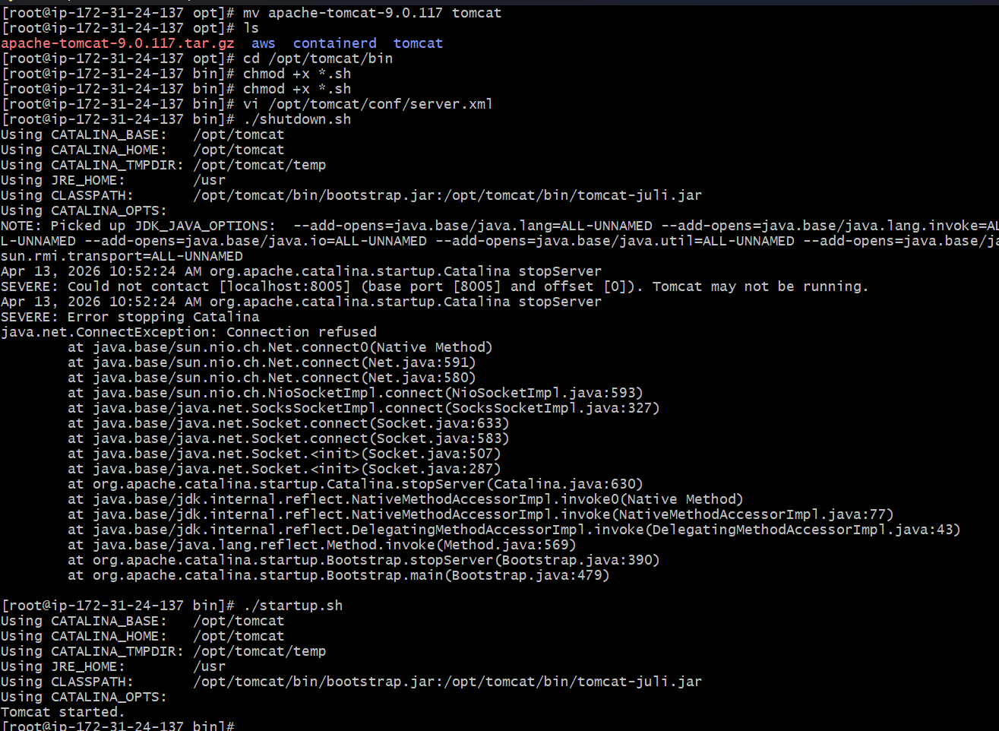 [root@ip-172-31-24-137 opt]# mv apache-tomcat-9.0.117 tomcat
[root@ip-172-31-24-137 opt]# ls
apache-tomcat-9.0.117.tar.gz  aws  containerd  tomcat
[root@ip-172-31-24-137 opt]# cd /opt/tomcat/bin
[root@ip-172-31-24-137 bin]# chmod +x *.sh
[root@ip-172-31-24-137 bin]# chmod +x *.sh
[root@ip-172-31-24-137 bin]# vi /opt/tomcat/conf/server.xml
[root@ip-172-31-24-137 bin]# ./shutdown.sh
Using CATALINA_BASE:   /opt/tomcat
Using CATALINA_HOME:   /opt/tomcat
Using CATALINA_TMPDIR: /opt/tomcat/temp
Using JRE_HOME:        /usr
Using CLASSPATH:       /opt/tomcat/bin/bootstrap.jar:/opt/tomcat/bin/tomcat-juli.jar
Using CATALINA_OPTS:
NOTE: Picked up JDK_JAVA_OPTIONS:  --add-opens=java.base/java.lang=ALL-UNNAMED --add-opens=java.base/java.lang.invoke=AL
L-UNNAMED --add-opens=java.base/java.io=ALL-UNNAMED --add-opens=java.base/java.util=ALL-UNNAMED --add-opens=java.base/ja
sun.rmi.transport=ALL-UNNAMED
Apr 13, 2026 10:52:24 AM org.apache.catalina.startup.Catalina stopServer
SEVERE: Could not contact [localhost:8005] (base port [8005] and offset [0]). Tomcat may not be running.
Apr 13, 2026 10:52:24 AM org.apache.catalina.startup.Catalina stopServer
SEVERE: Error stopping Catalina
java.net.ConnectException: Connection refused
        at java.base/sun.nio.ch.Net.connect0(Native Method)
        at java.base/sun.nio.ch.Net.connect(Net.java:591)
        at java.base/sun.nio.ch.Net.connect(Net.java:580)
        at java.base/sun.nio.ch.NioSocketImpl.connect(NioSocketImpl.java:593)
        at java.base/java.net.SocksSocketImpl.connect(SocksSocketImpl.java:327)
        at java.base/java.net.Socket.connect(Socket.java:633)
        at java.base/java.net.Socket.connect(Socket.java:583)
        at java.base/java.net.Socket.<init>(Socket.java:507)
        at java.base/java.net.Socket.<init>(Socket.java:287)
        at org.apache.catalina.startup.Catalina.stopServer(Catalina.java:630)
        at java.base/jdk.internal.reflect.NativeMethodAccessorImpl.invoke0(Native Method)
        at java.base/jdk.internal.reflect.NativeMethodAccessorImpl.invoke(NativeMethodAccessorImpl.java:77)
        at java.base/jdk.internal.reflect.DelegatingMethodAccessorImpl.invoke(DelegatingMethodAccessorImpl.java:43)
        at java.base/java.lang.reflect.Method.invoke(Method.java:569)
        at org.apache.catalina.startup.Bootstrap.stopServer(Bootstrap.java:390)
        at org.apache.catalina.startup.Bootstrap.main(Bootstrap.java:479)
[root@ip-172-31-24-137 bin]# ./startup.sh
Using CATALINA_BASE:   /opt/tomcat
Using CATALINA_HOME:   /opt/tomcat
Using CATALINA_TMPDIR: /opt/tomcat/temp
Using JRE_HOME:        /usr
Using CLASSPATH:       /opt/tomcat/bin/bootstrap.jar:/opt/tomcat/bin/tomcat-juli.jar
Using CATALINA_OPTS:
Tomcat started.
[root@ip-172-31-24-137 bin]#